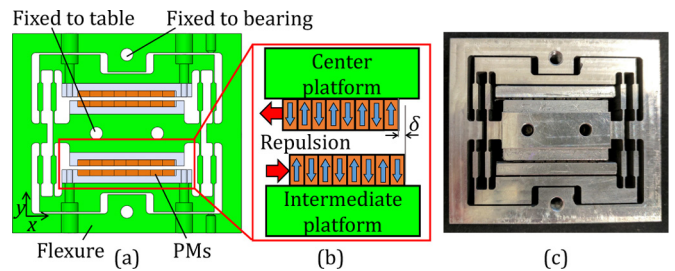 Fixed to table
Fixed to bearing
y
x
Flexure
(a)
PMs
Center
platform
δ
Repulsion
Intermediate
platform
(b)
(c)